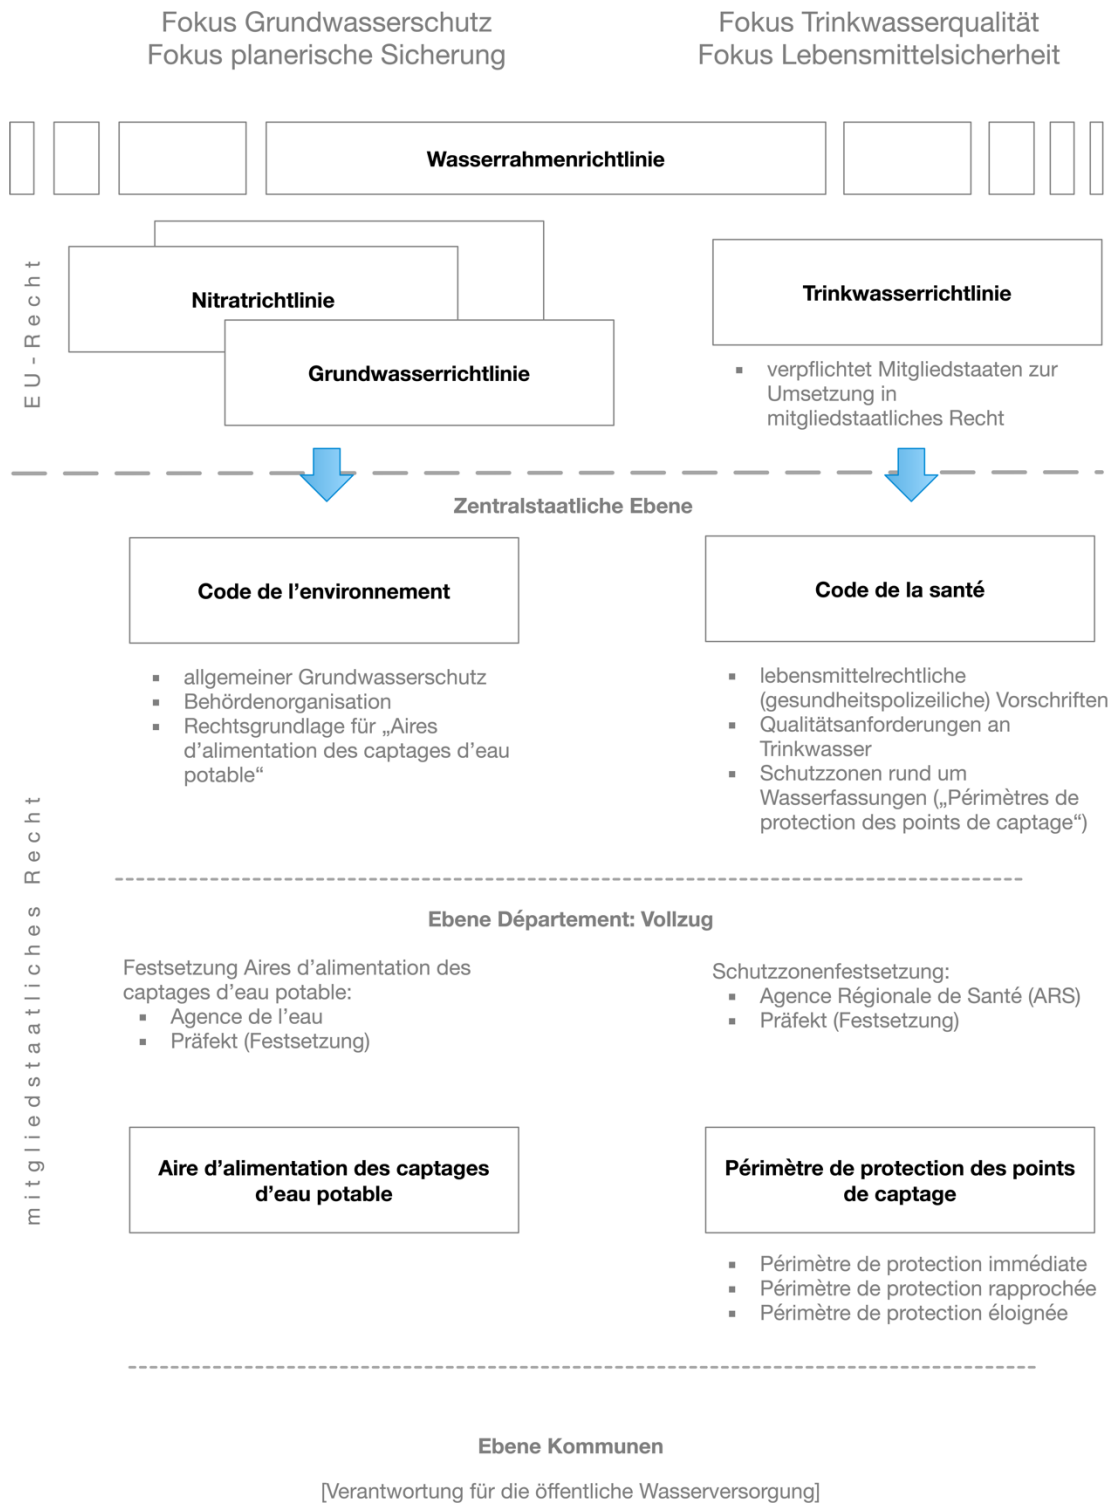 Fokus Grundwasserschutz
Fokus planerische Sicherung
Fokus Trinkwasserqualität
Fokus Lebensmittelsicherheit
Wasserrahmenrichtlinie
EU-Recht
Nitratrichtlinie
Grundwasserrichtlinie
Trinkwasserrichtlinie
▪ verpflichtet Mitgliedstaaten zur
Umsetzung in
mitgliedstaatliches Recht
Zentralstaatliche Ebene
mitgliedstaatliches Recht
Code de l’environnement
▪ allgemeiner Grundwasserschutz
▪ Behördenorganisation
▪ Rechtsgrundlage für „Aires
d’alimentation des captages d’eau
potable“
Code de la santé
▪ lebensmittelrechtliche
(gesundheitspolizeiliche) Vorschriften
▪ Qualitätsanforderungen an
Trinkwasser
▪ Schutzzonen rund um
Wasserfassungen („Périmètres de
protection des points de captage“)
Ebene Département: Vollzug
Festsetzung Aires d’alimentation des
captages d’eau potable:
▪ Agence de l’eau
▪ Präfekt (Festsetzung)
Schutzzonenfestsetzung:
▪ Agence Régionale de Santé (ARS)
▪ Präfekt (Festsetzung)
Aire d’alimentation des captages
d’eau potable
Périmètre de protection des points
de captage
▪ Périmètre de protection immédiate
▪ Périmètre de protection rapprochée
▪ Périmètre de protection éloignée
Ebene Kommunen
[Verantwortung für die öffentliche Wasserversorgung]